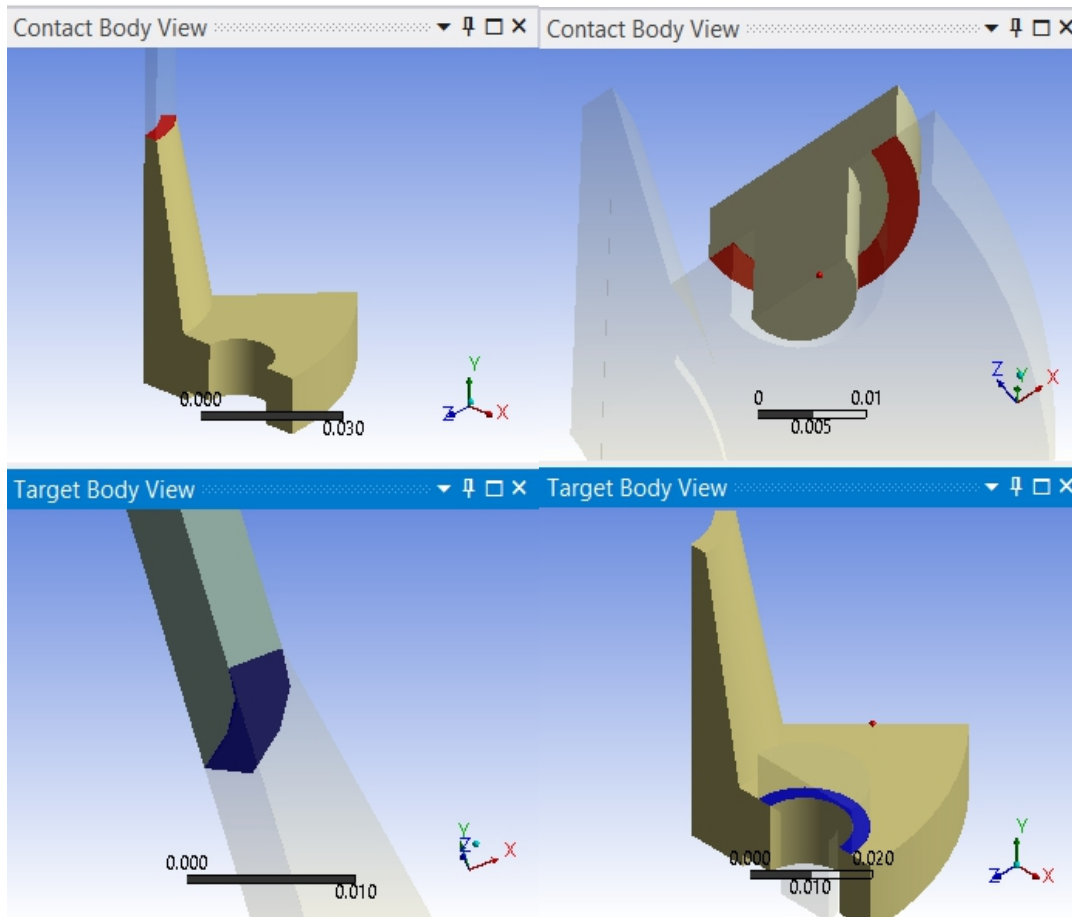 Contact Body View
0.000
0.030
Y
Z
X
Contact Body View
0
0.01
0.005
Z
Y
X
Target Body View
0.000
0.010
Y
Z
X
Target Body View
0.000
0.020
0.010
Y
Z
X